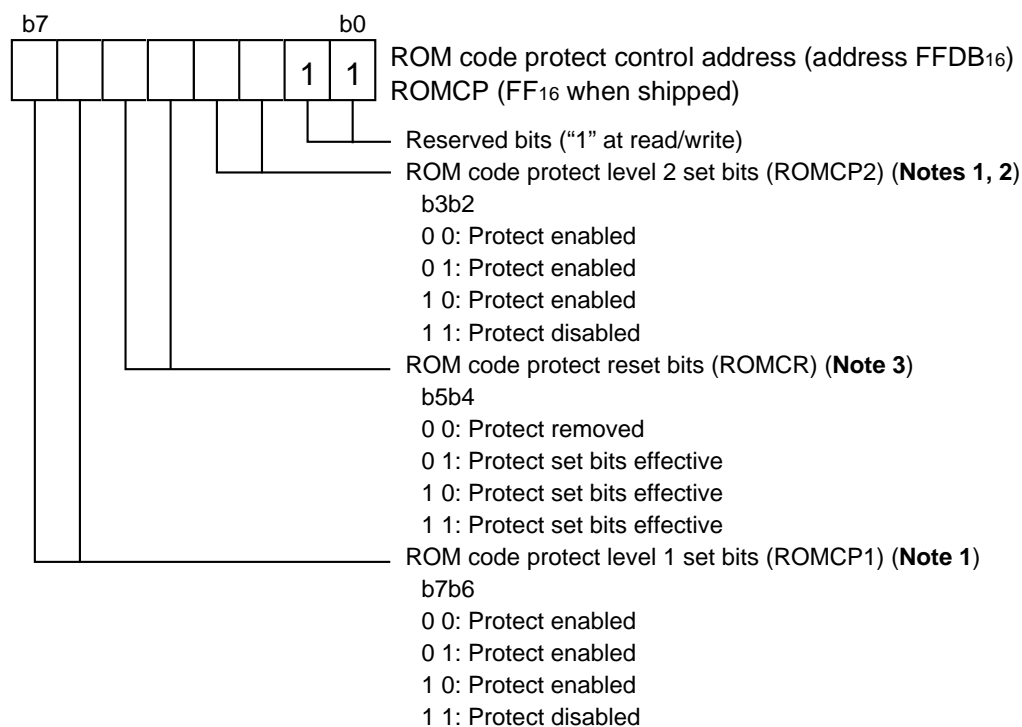 b7 b0
1 1
ROM code protect control address (address FFDB16)
ROMCP (FF16 when shipped)
Reserved bits (“1” at read/write)
ROM code protect level 2 set bits (ROMCP2) (Notes 1, 2)
b3b2
0 0: Protect enabled
0 1: Protect enabled
1 0: Protect enabled
1 1: Protect disabled
ROM code protect reset bits (ROMCR) (Note 3)
b5b4
0 0: Protect removed
0 1: Protect set bits effective
1 0: Protect set bits effective
1 1: Protect set bits effective
ROM code protect level 1 set bits (ROMCP1) (Note 1)
b7b6
0 0: Protect enabled
0 1: Protect enabled
1 0: Protect enabled
1 1: Protect disabled